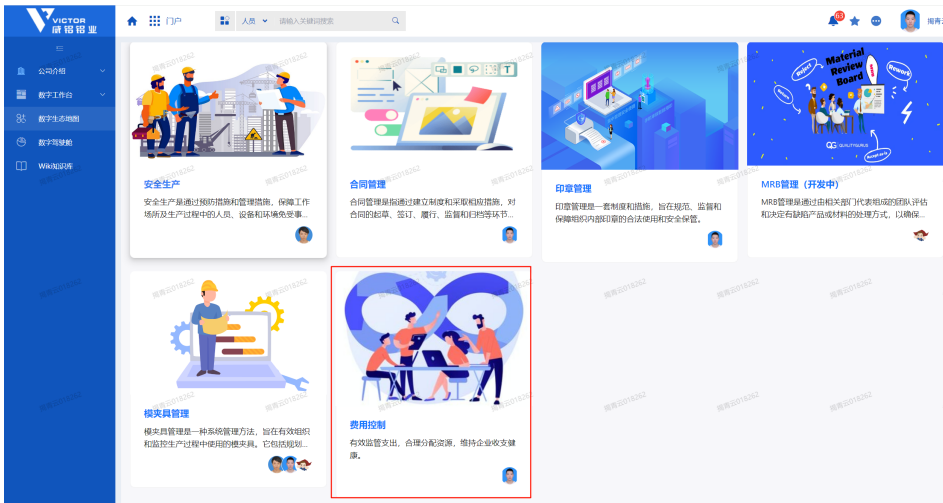 VICTOR
威铝铝业
门户
人员
请输入关键词搜索
63
公司介绍
数字工作台
数字生态地图
数字驾驶舱
Wiki知识库
T
Material
Review
Board
Reject
Rework
Return
Accept as is
QUALITYGURUS
安全生产
安全生产是通过预防措施和管理措施，保障工作
场所及生产过程中的人员、设备和环境免受事...
合同管理
合同管理是指通过建立制度和采取相应措施，对
合同的起草、签订、履行、监督和归档等环节...
印章管理
印章管理是一套制度和措施，旨在规范、监督和
保障组织内部印章的合法使用和安全保管。
MRB管理（开发中）
MRB管理是通过由相关部门代表组成的团队评估
和决定有缺陷产品或材料的处理方式，以确保...
模夹具管理
模夹具管理是一种系统管理方法，旨在有效组织
和监控生产过程中使用的模夹具。它包括规划...
费用控制
有效监管支出，合理分配资源，维持企业收支健
康。